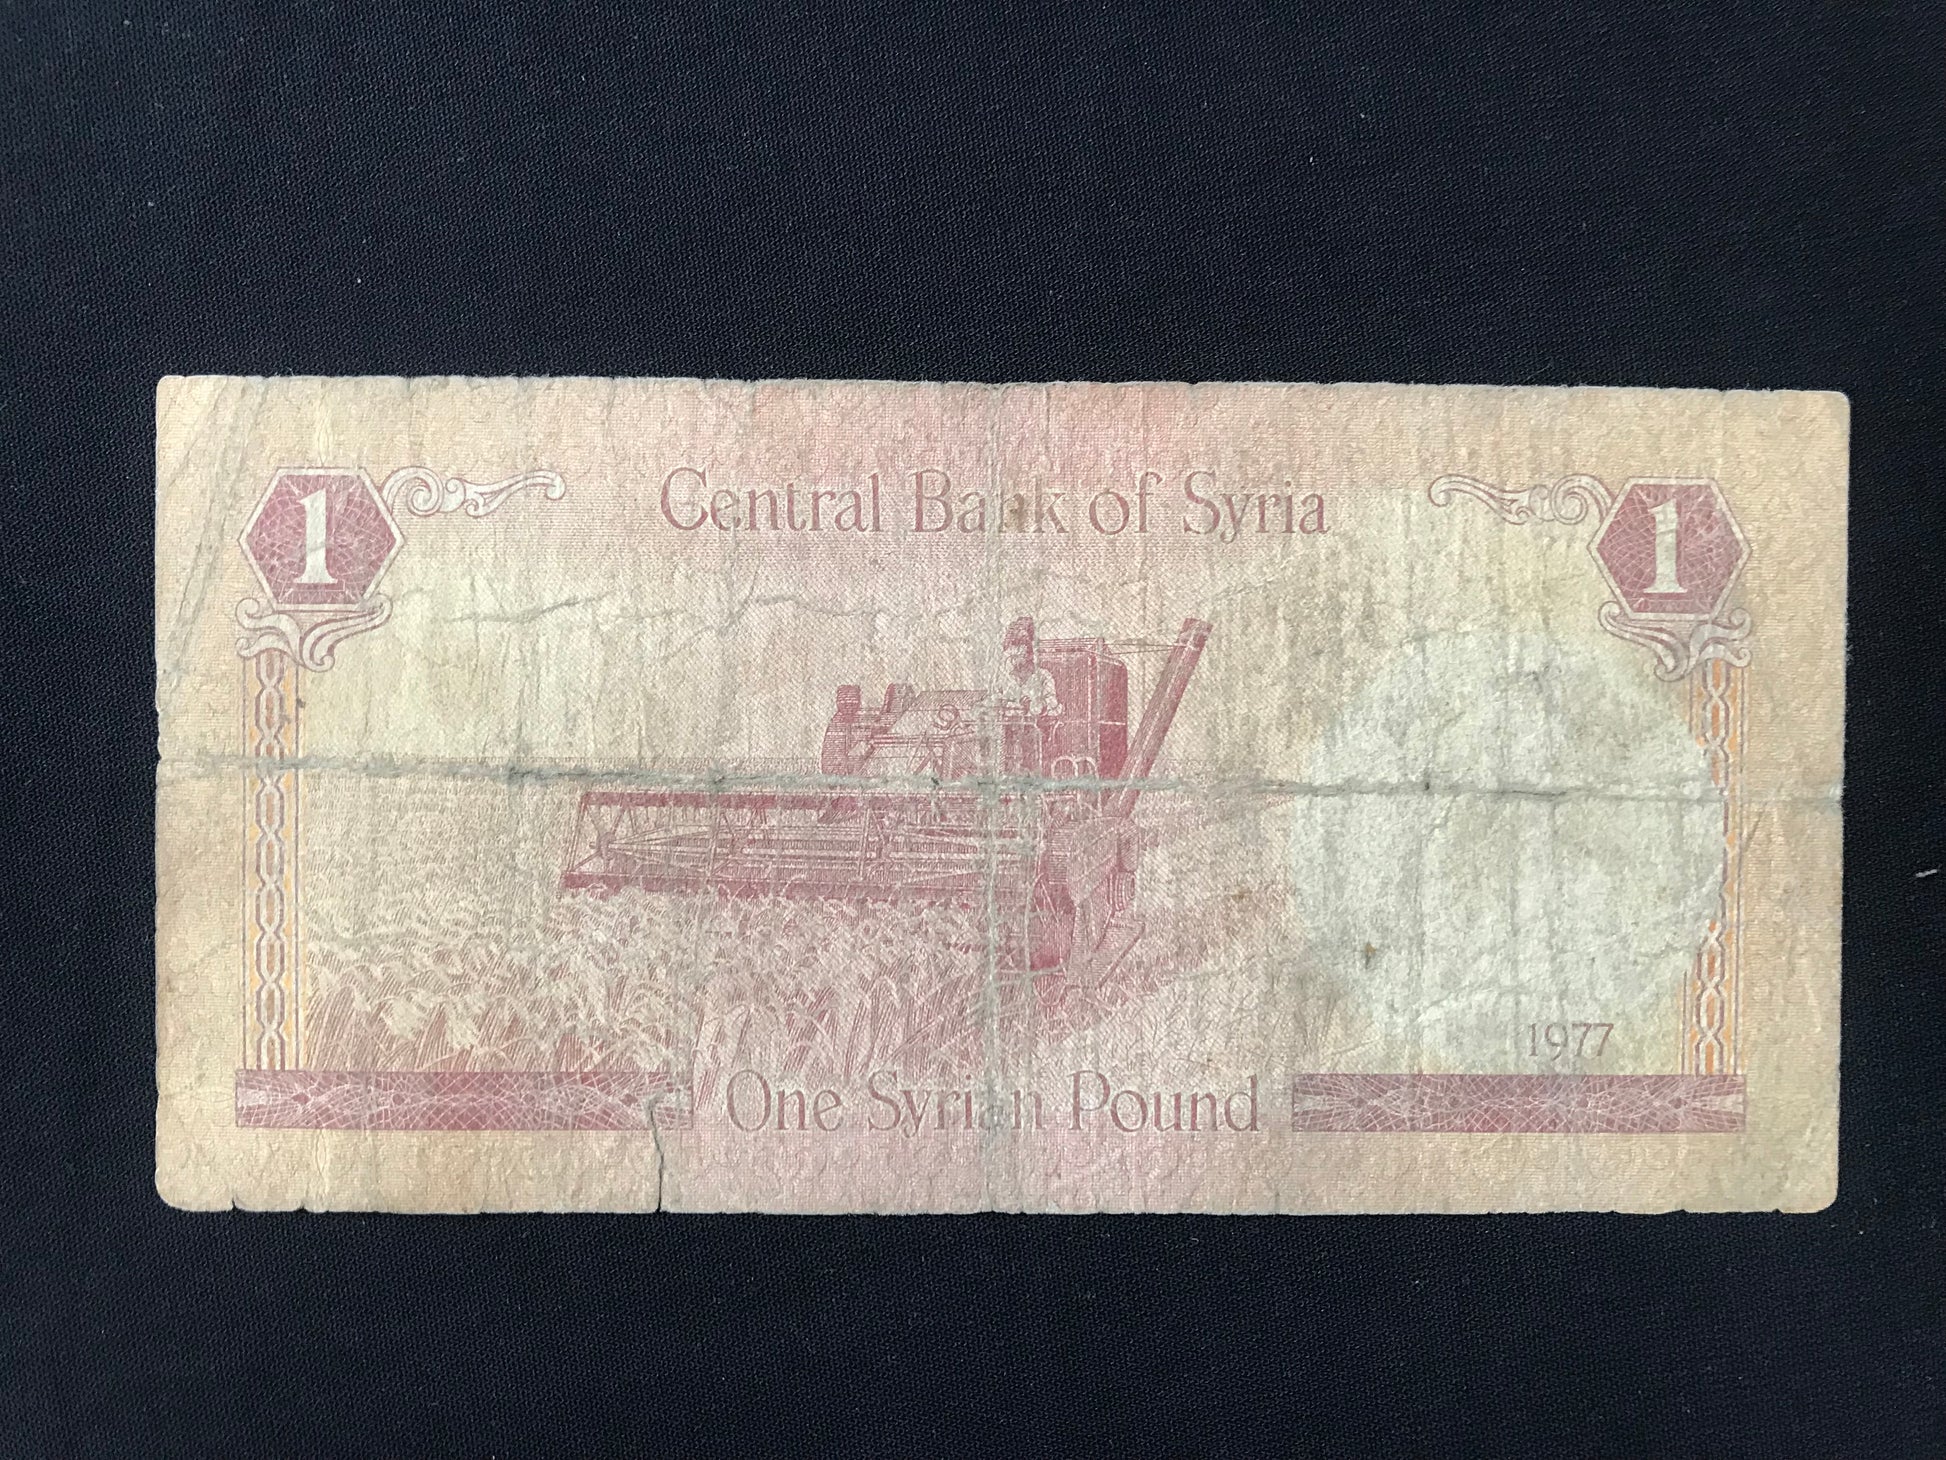 1 Central Bank of Syria 1
1977
One Syrian Pound